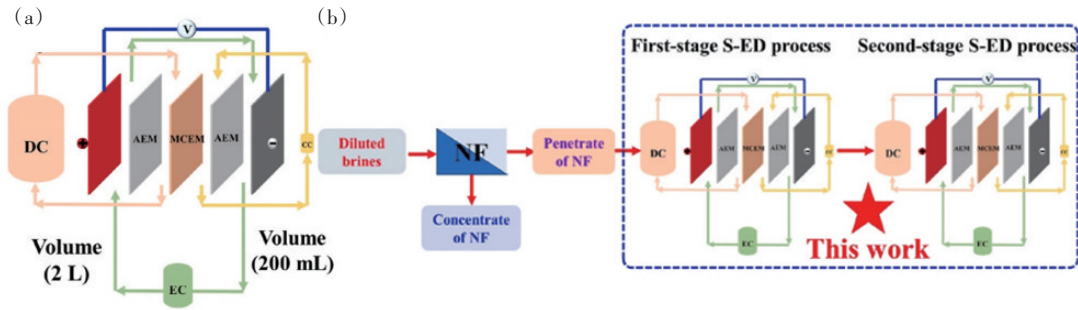 (a)
V
DC
AEM
MCEM
AEM
CC
Volume
(2 L)
Volume
(200 mL)
EC
(b)
Diluted
brines
NF
Penetrate
of NF
Concentrate
of NF
First-stage S-ED process
V
DC
AEM
MCEM
AEM
CC
EC
Second-stage S-ED process
V
DC
AEM
MCEM
AEM
CC
EC
This work